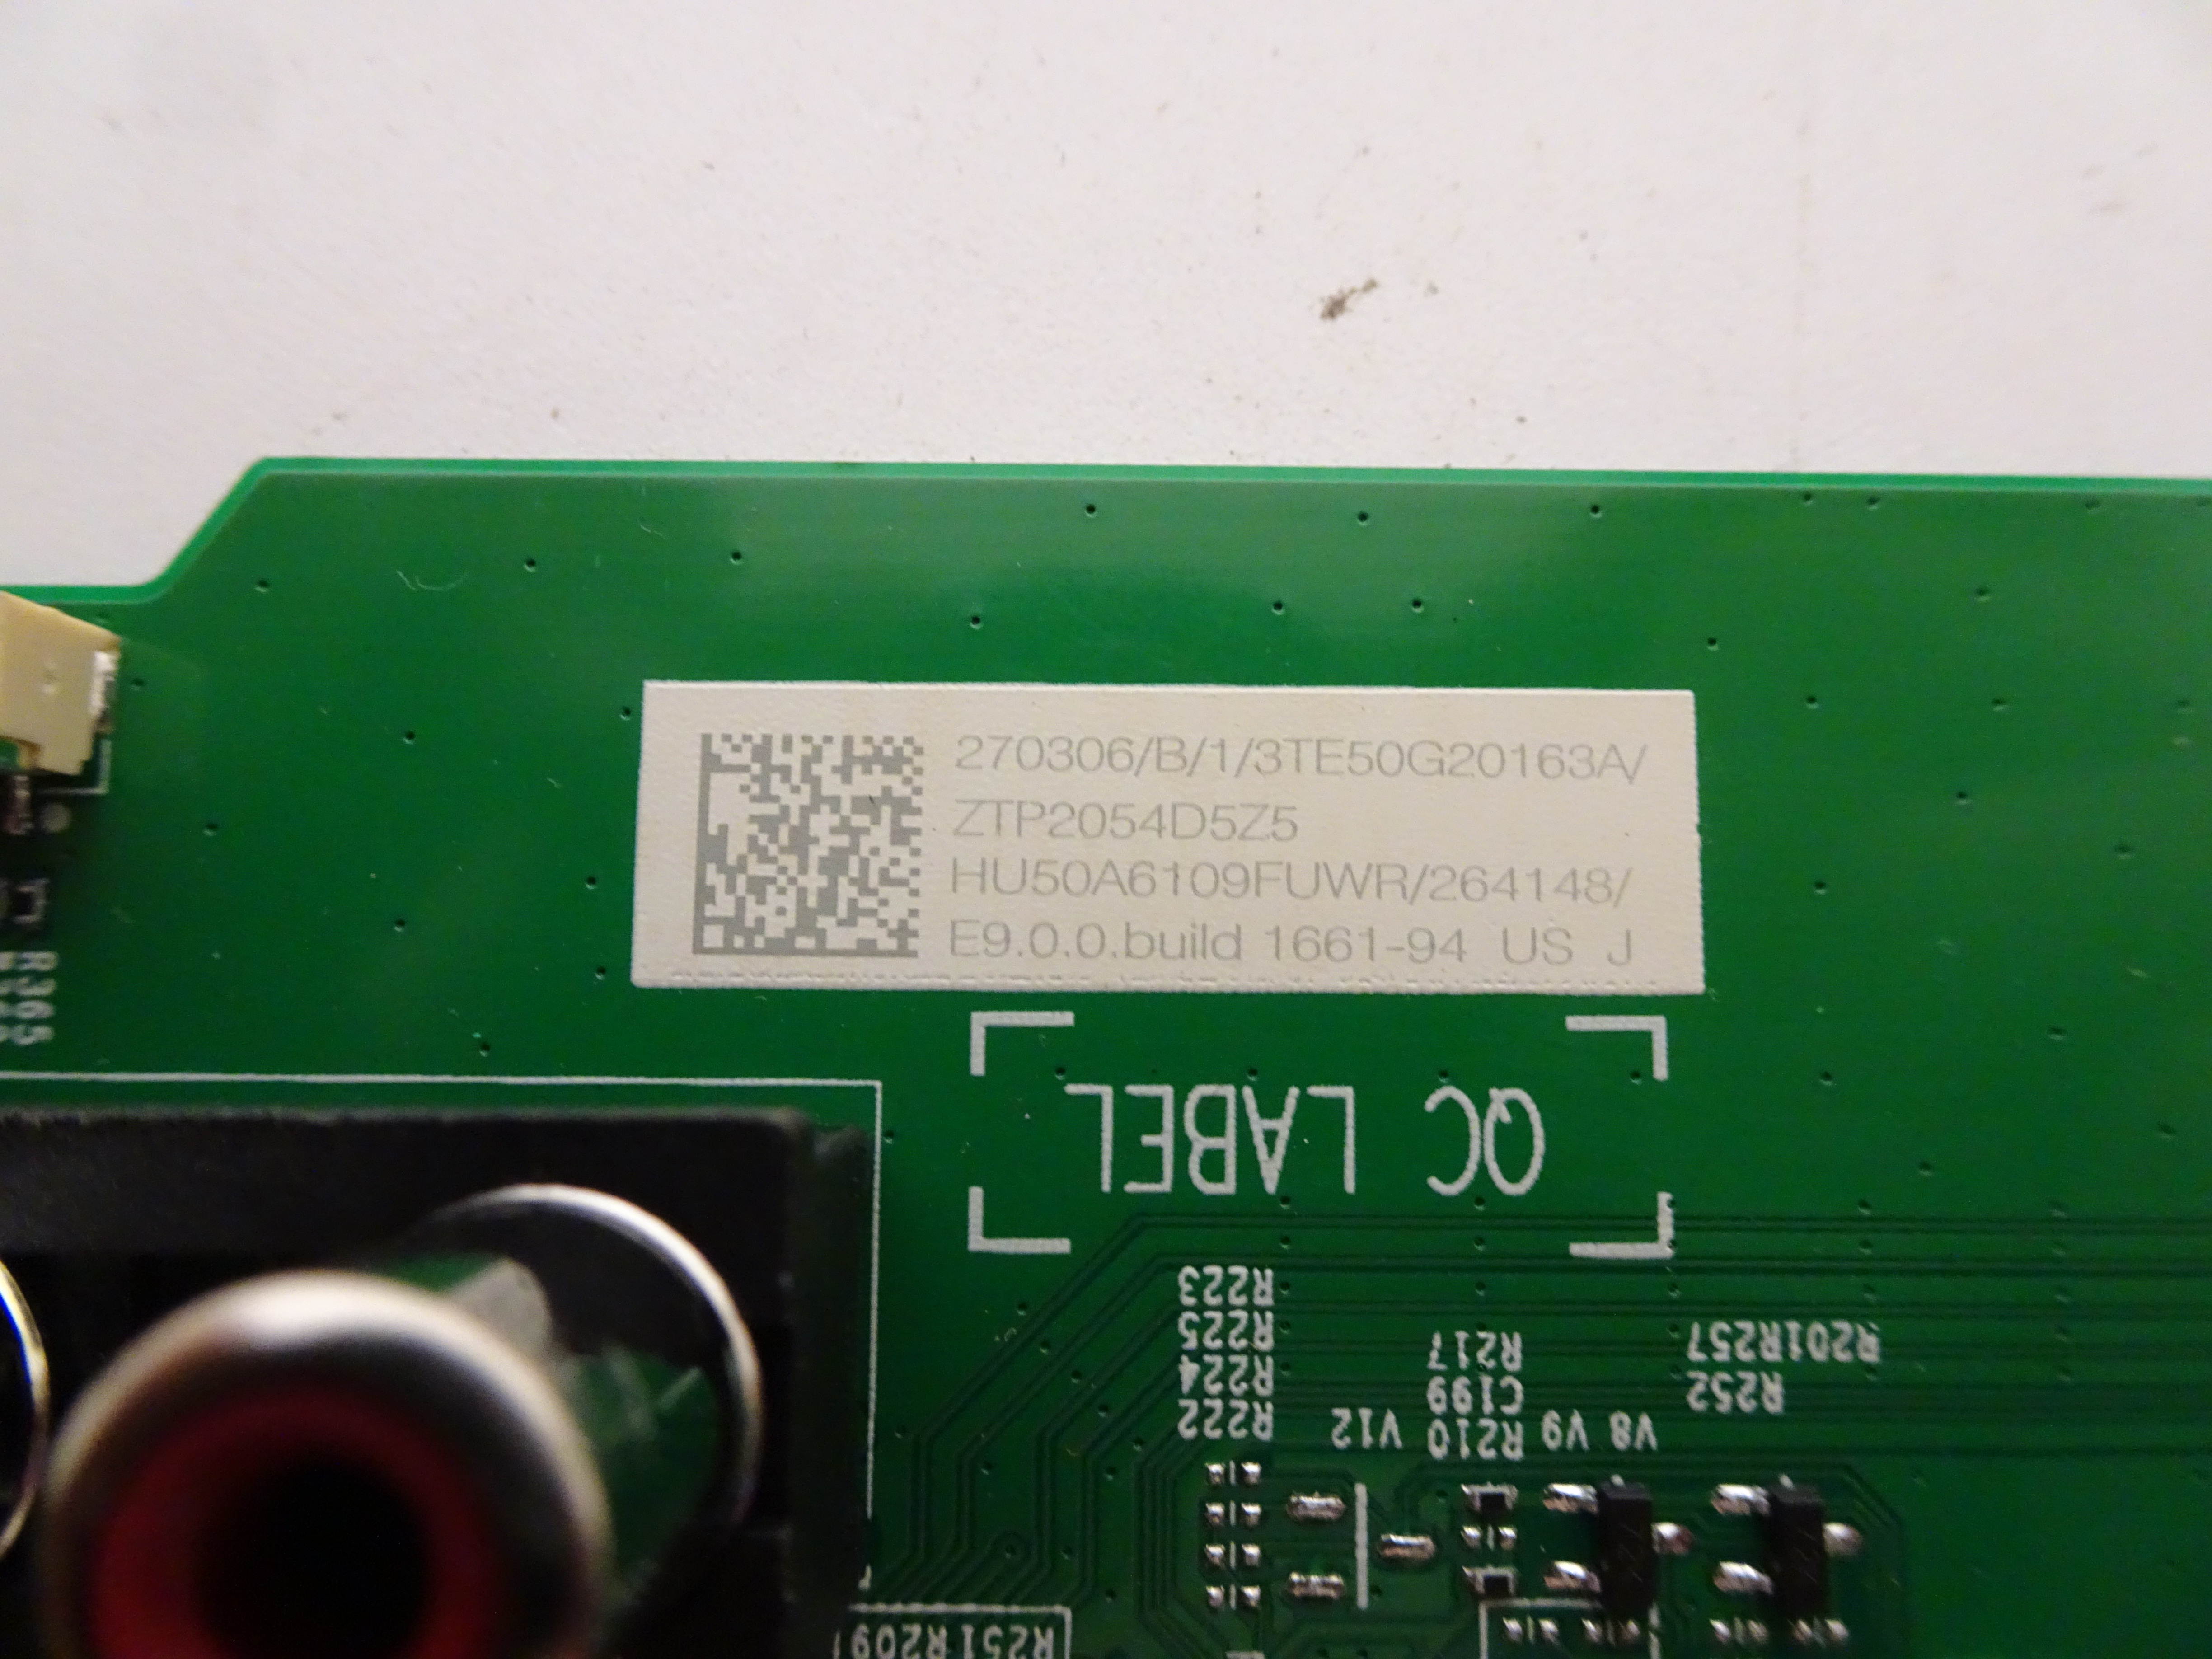 270306/B/1/3TE50G20163A/
ZTP2054D5Z5
HU50A6109FUWR/264148/
E9.0.0.build 1661-94 US J
QC LABEL
R365
R223
R225
R224
R222
V12
R217
C199
R210
V8 V9
R201R257
R252
R251R209